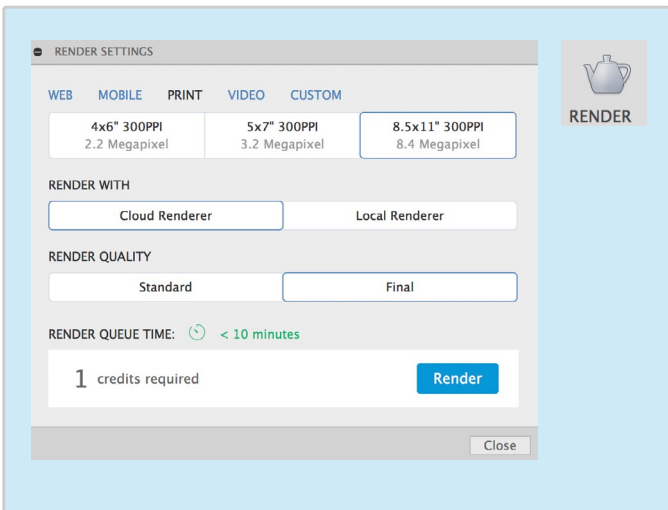 RENDER SETTINGS
RENDER
WEB MOBILE PRINT VIDEO CUSTOM
4x6" 300PPI 5x7" 300PPI 8.5x11" 300PPI
2.2 Megapixel 3.2 Megapixel 8.4 Megapixel
RENDER WITH
Cloud Renderer Local Renderer
RENDER QUALITY
Standard Final
RENDER QUEUE TIME: < 10 minutes
1 credits required Render
Close